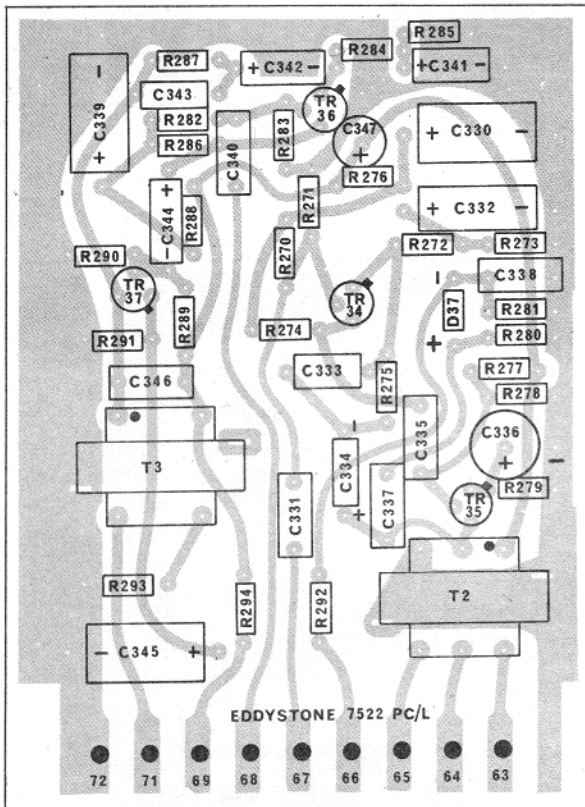 R285
R284
R287
+ C342 -
+ C341 -
C339
- +
C343
TR
36
R282
R283
C347
+
R286
C340
+ C330 -
R276
R271
+ C344 -
R288
+ C332 -
R270
R272
R273
R290
C338
TR
37
R289
TR
34
D37
- +
R281
R274
R280
R291
R277
C333
R275
C346
R278
C335
C336
+ -
T3
C334
- +
C337
R279
C331
TR
35
R293
R294
R292
T2
- C345 +
EDDYSTONE 7522 PC/L
72 71 69 68 67 66 65 64 63